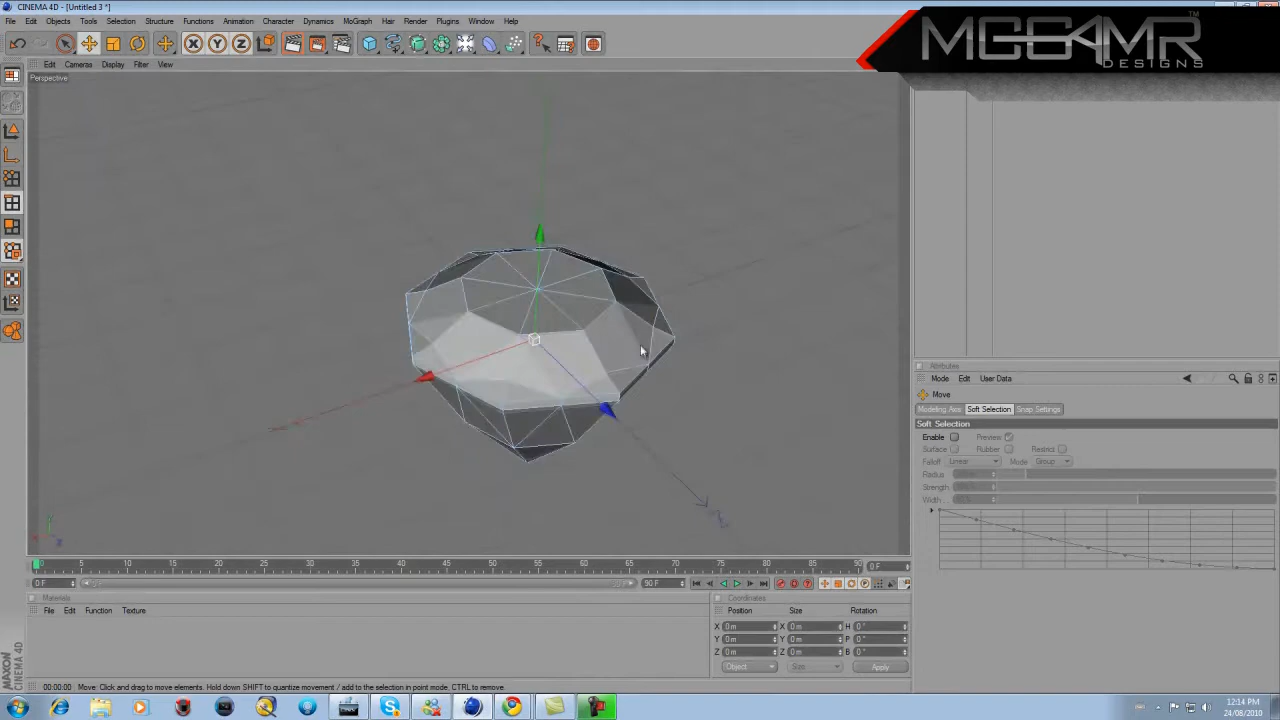 CINEMA 4D - [Untitled 3 *]
File Edit Objects Tools Selection Structure Functions Animation Character Dynamics MoGraph Hair Render Plugins Window Help
DESIGNS
TM
X Y Z
Edit Cameras Display Filter View
Perspective
Attributes
Mode Edit User Data
Move
Modeling Axis Soft Selection Snap Settings
Soft Selection
Enable Preview
Surface Rubber Restrict
Falloff Linear Mode Group
Radius
Strength
Width
0 5 10 15 20 25 30 35 40 45 50 55 60 65 70 75 80 85 90 0 F
0 F 90 F
Materials Coordinates
File Edit Function Texture
Position Size Rotation
X 0 m X 0 m H 0 °
Y 0 m Y 0 m P 0 °
Z 0 m Z 0 m B 0 °
Object Size Apply
MAXON CINEMA 4D
00:00:00 Move: Click and drag to move elements. Hold down SHIFT to quantize movement / add to the selection in point mode, CTRL to remove.
12:14 PM
24/08/2010